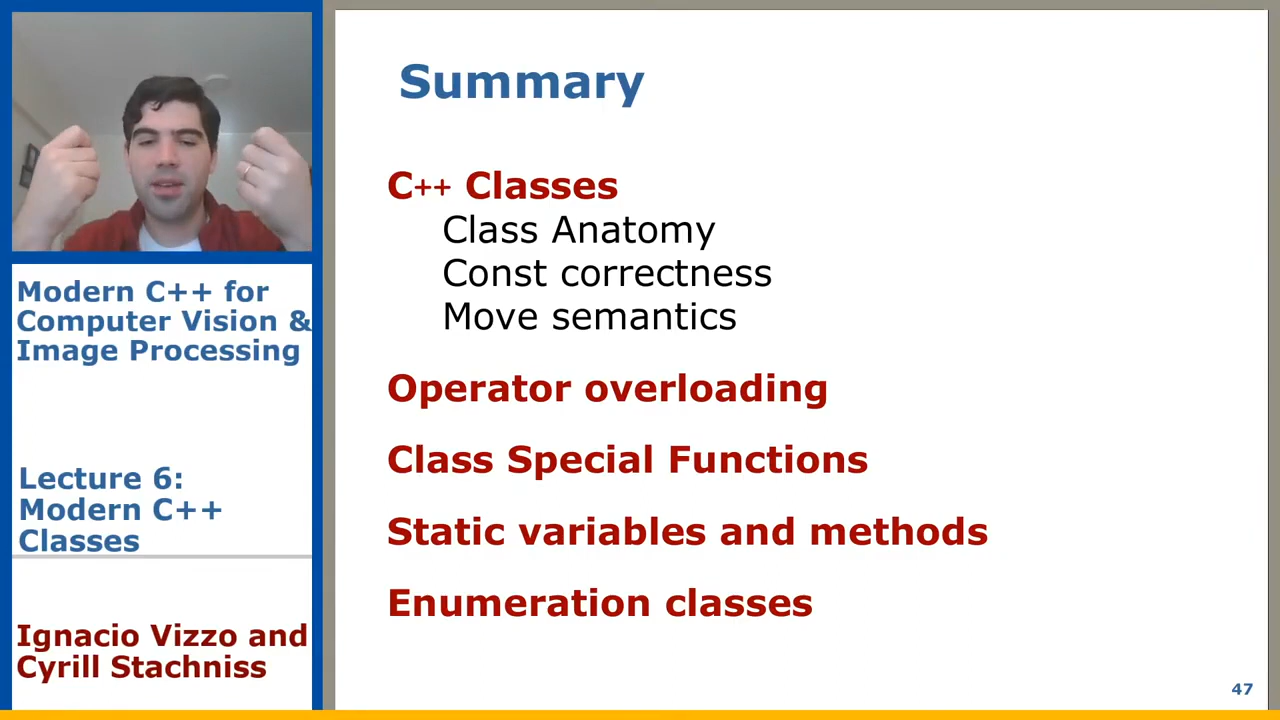 Summary
C++ Classes
Class Anatomy
Const correctness
Move semantics
Operator overloading
Class Special Functions
Static variables and methods
Enumeration classes
47
Modern C++ for
Computer Vision &
Image Processing
Lecture 6:
Modern C++
Classes
Ignacio Vizzo and
Cyrill Stachniss